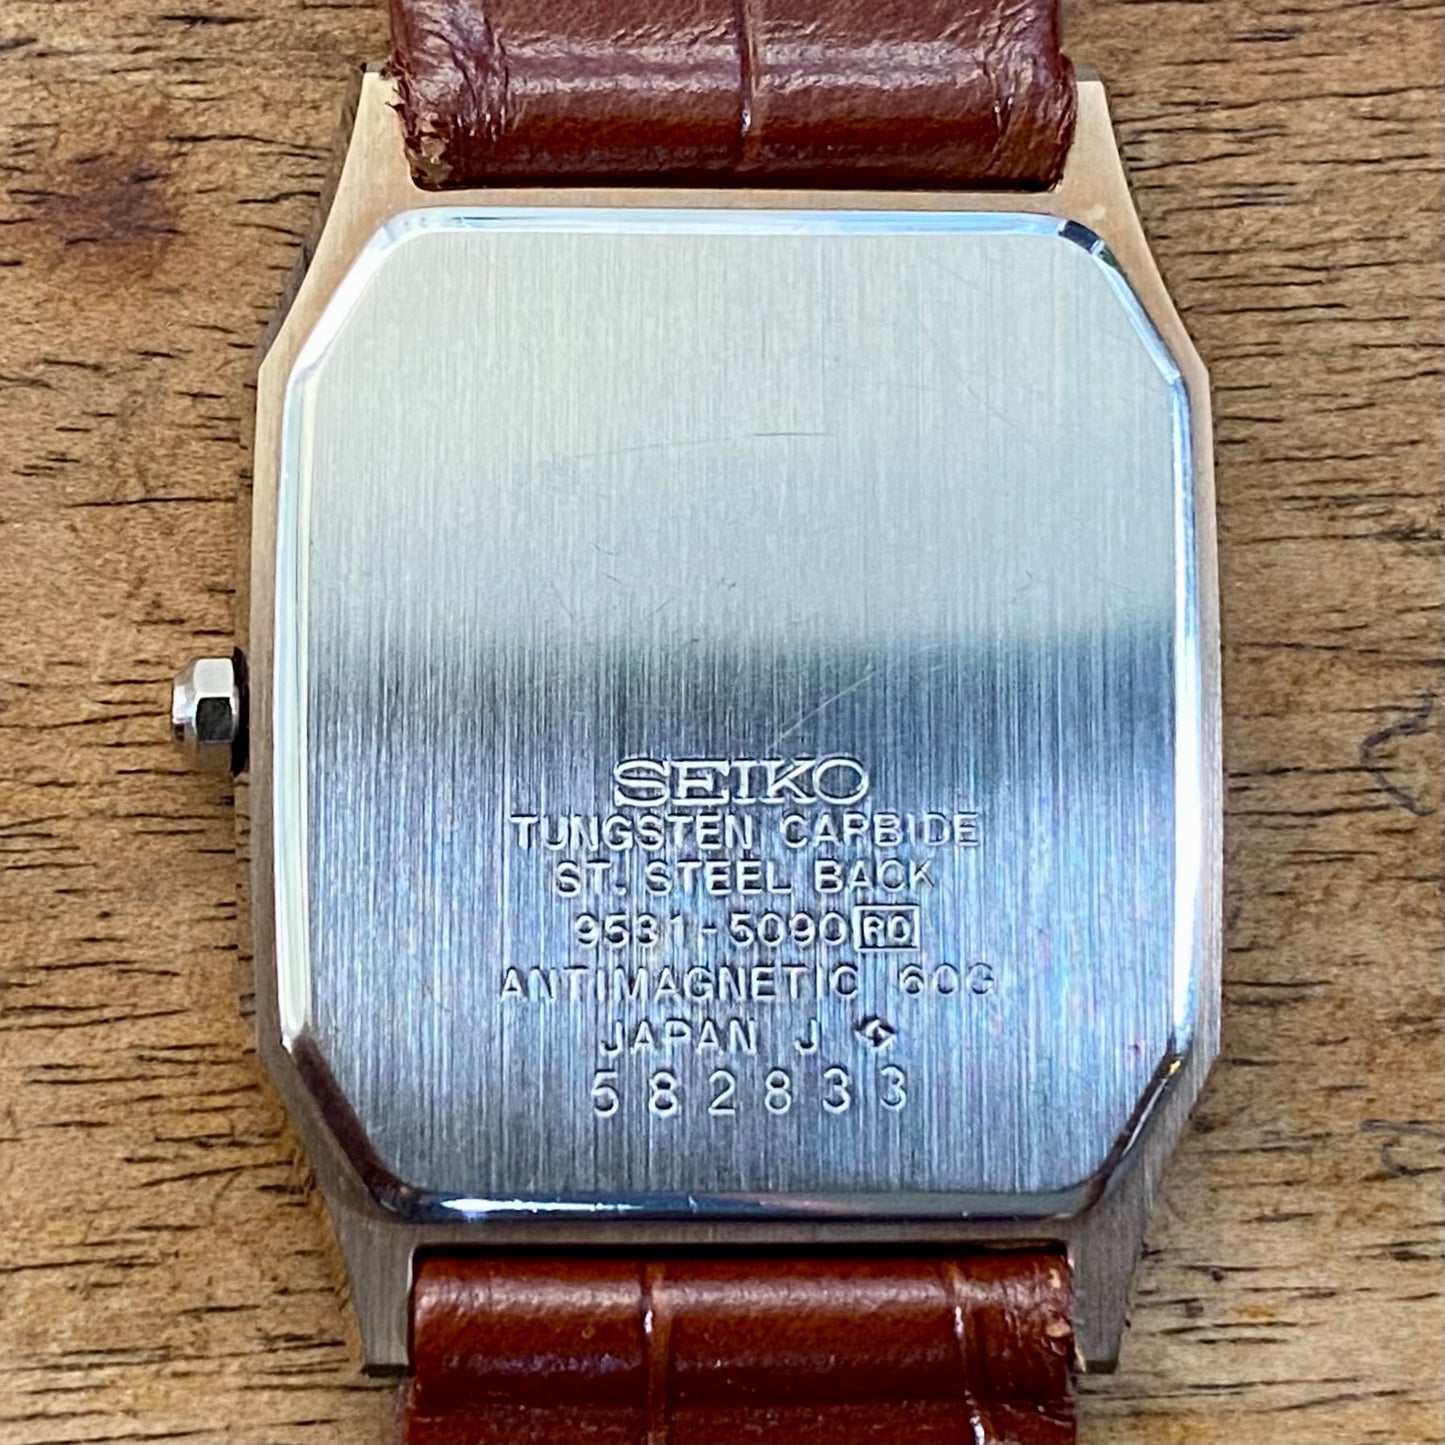 SEIKO
TUNGSTEN CARBIDE
ST. STEEL BACK
9531-5090 RO
ANTIMAGNETIC 60G
JAPAN J
582833